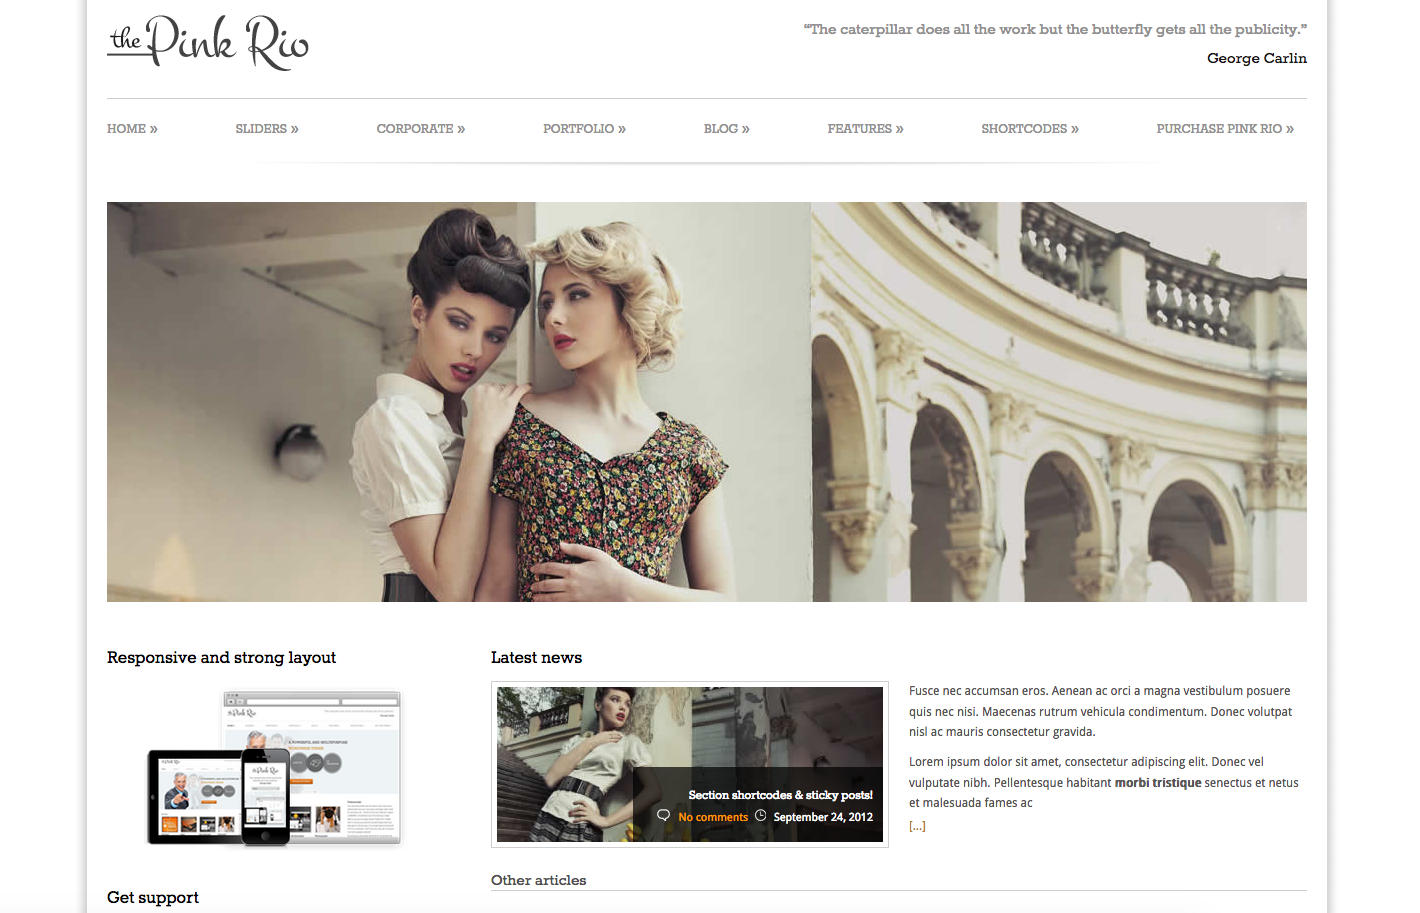 the Pink Rio
“The caterpillar does all the work but the butterfly gets all the publicity.”
George Carlin
HOME » SLIDERS » CORPORATE » PORTFOLIO » BLOG » FEATURES » SHORTCODES » PURCHASE PINK RIO »
Responsive and strong layout
the Pink Rio
Get support
Latest news
Section shortcodes & sticky posts!
No comments September 24, 2012
Fusce nec accumsan eros. Aenean ac orci a magna vestibulum posuere
quis nec nisi. Maecenas rutrum vehicula condimentum. Donec volutpat
nisl ac mauris consectetur gravida.
Lorem ipsum dolor sit amet, consectetur adipiscing elit. Donec vel
vulputate nibh. Pellentesque habitant morbi tristique senectus et netus
et malesuada fames ac
[...]
Other articles